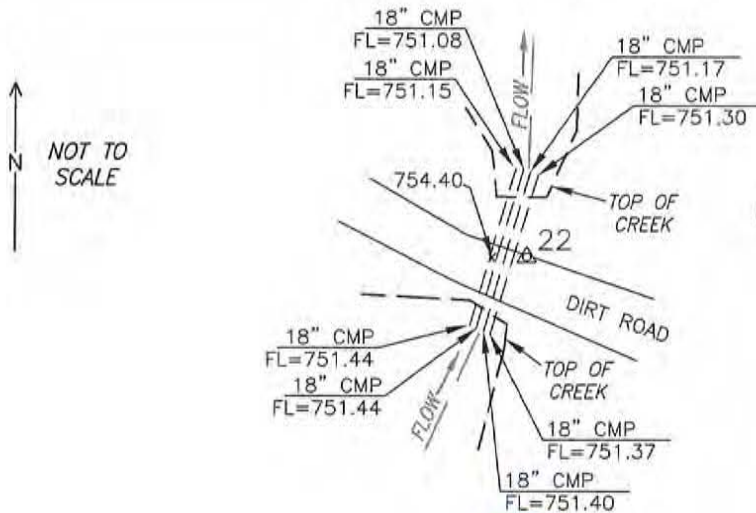 18" CMP
FL=751.08
18" CMP
FL=751.15
FLOW
18" CMP
FL=751.17
18" CMP
FL=751.30
N
NOT TO
SCALE
754.40
TOP OF
CREEK
22
DIRT ROAD
18" CMP
FL=751.44
18" CMP
FL=751.44
FLOW
TOP OF
CREEK
18" CMP
FL=751.37
18" CMP
FL=751.40